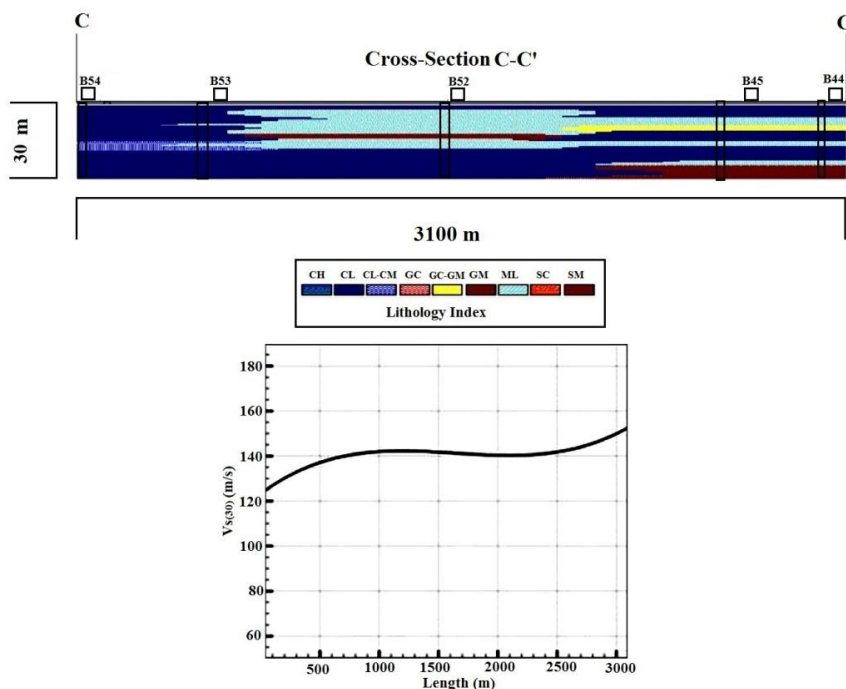 C C
Cross-Section C-C'
B54 B53 B52 B45 B44
30 m
3100 m
CH CL CL-CM GC GC-GM GM ML SC SM
Lithology Index
180
160
140
120
100
80
60
Vs(30) (m/s)
500 1000 1500 2000 2500 3000
Length (m)